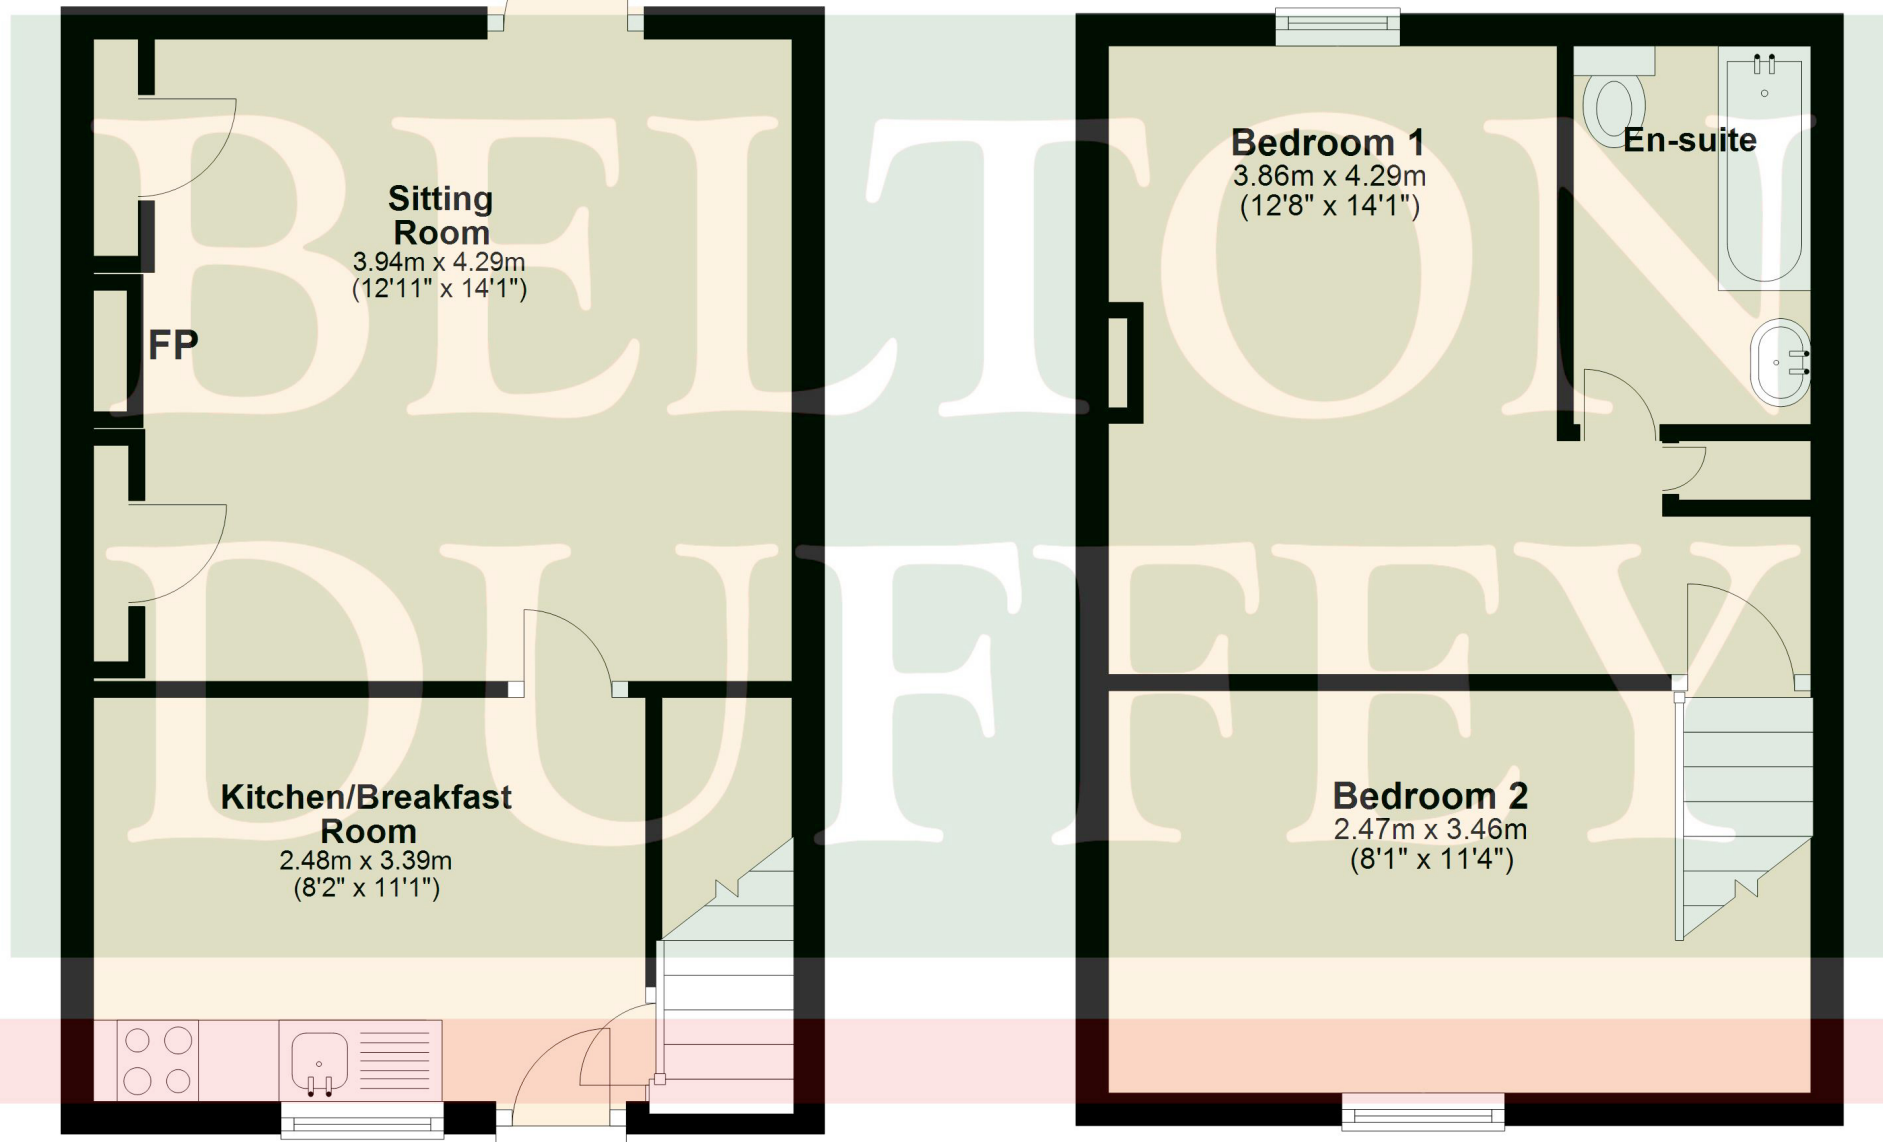 BELTON
DUFFEY
Sitting
Room
3.94m x 4.29m
(12'11" x 14'1")
FP
Kitchen/Breakfast
Room
2.48m x 3.39m
(8'2" x 11'1")
Bedroom 1
3.86m x 4.29m
(12'8" x 14'1")
En-suite
Bedroom 2
2.47m x 3.46m
(8'1" x 11'4")